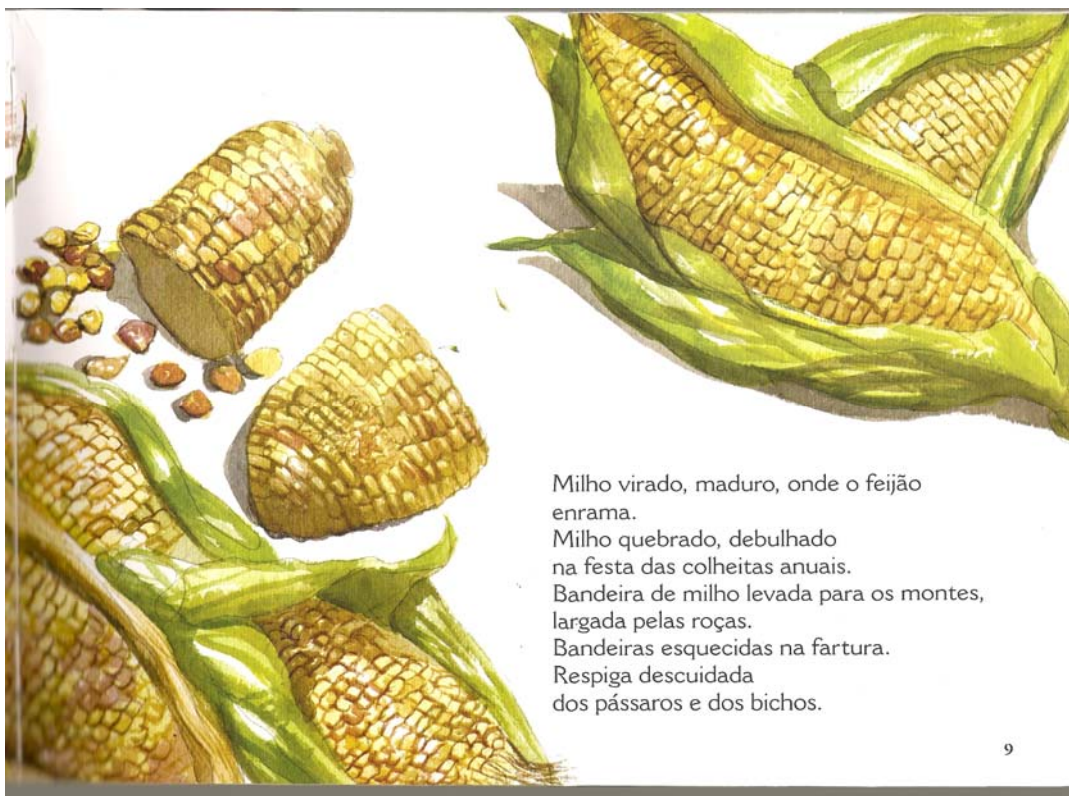 Milho virado, maduro, onde o feijão
enrama.
Milho quebrado, debulhado
na festa das colheitas anuais.
Bandeira de milho levada para os montes,
largada pelas roças.
Bandeiras esquecidas na fartura.
Respiga descuidada
dos pássaros e dos bichos.
9